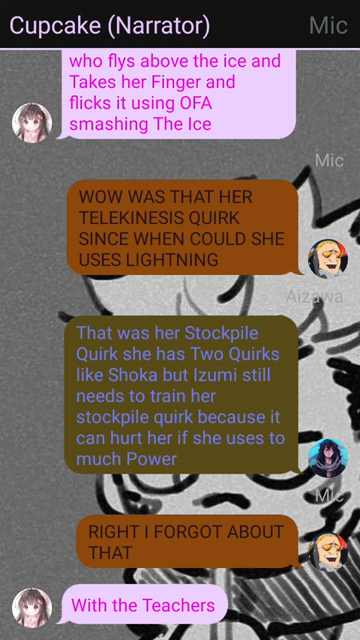 Cupcake (Narrator) Mic
who flys above the ice and
Takes her Finger and
flicks it using OFA
smashing The Ice
Mic
WOW WAS THAT HER
TELEKINESIS QUIRK
SINCE WHEN COULD SHE
USES LIGHTNING
Aizawa
That was her Stockpile
Quirk she has Two Quirks
like Shoka but Izumi still
needs to train her
stockpile quirk because it
can hurt her if she uses to
much Power
Mic
RIGHT I FORGOT ABOUT
THAT
With the Teachers